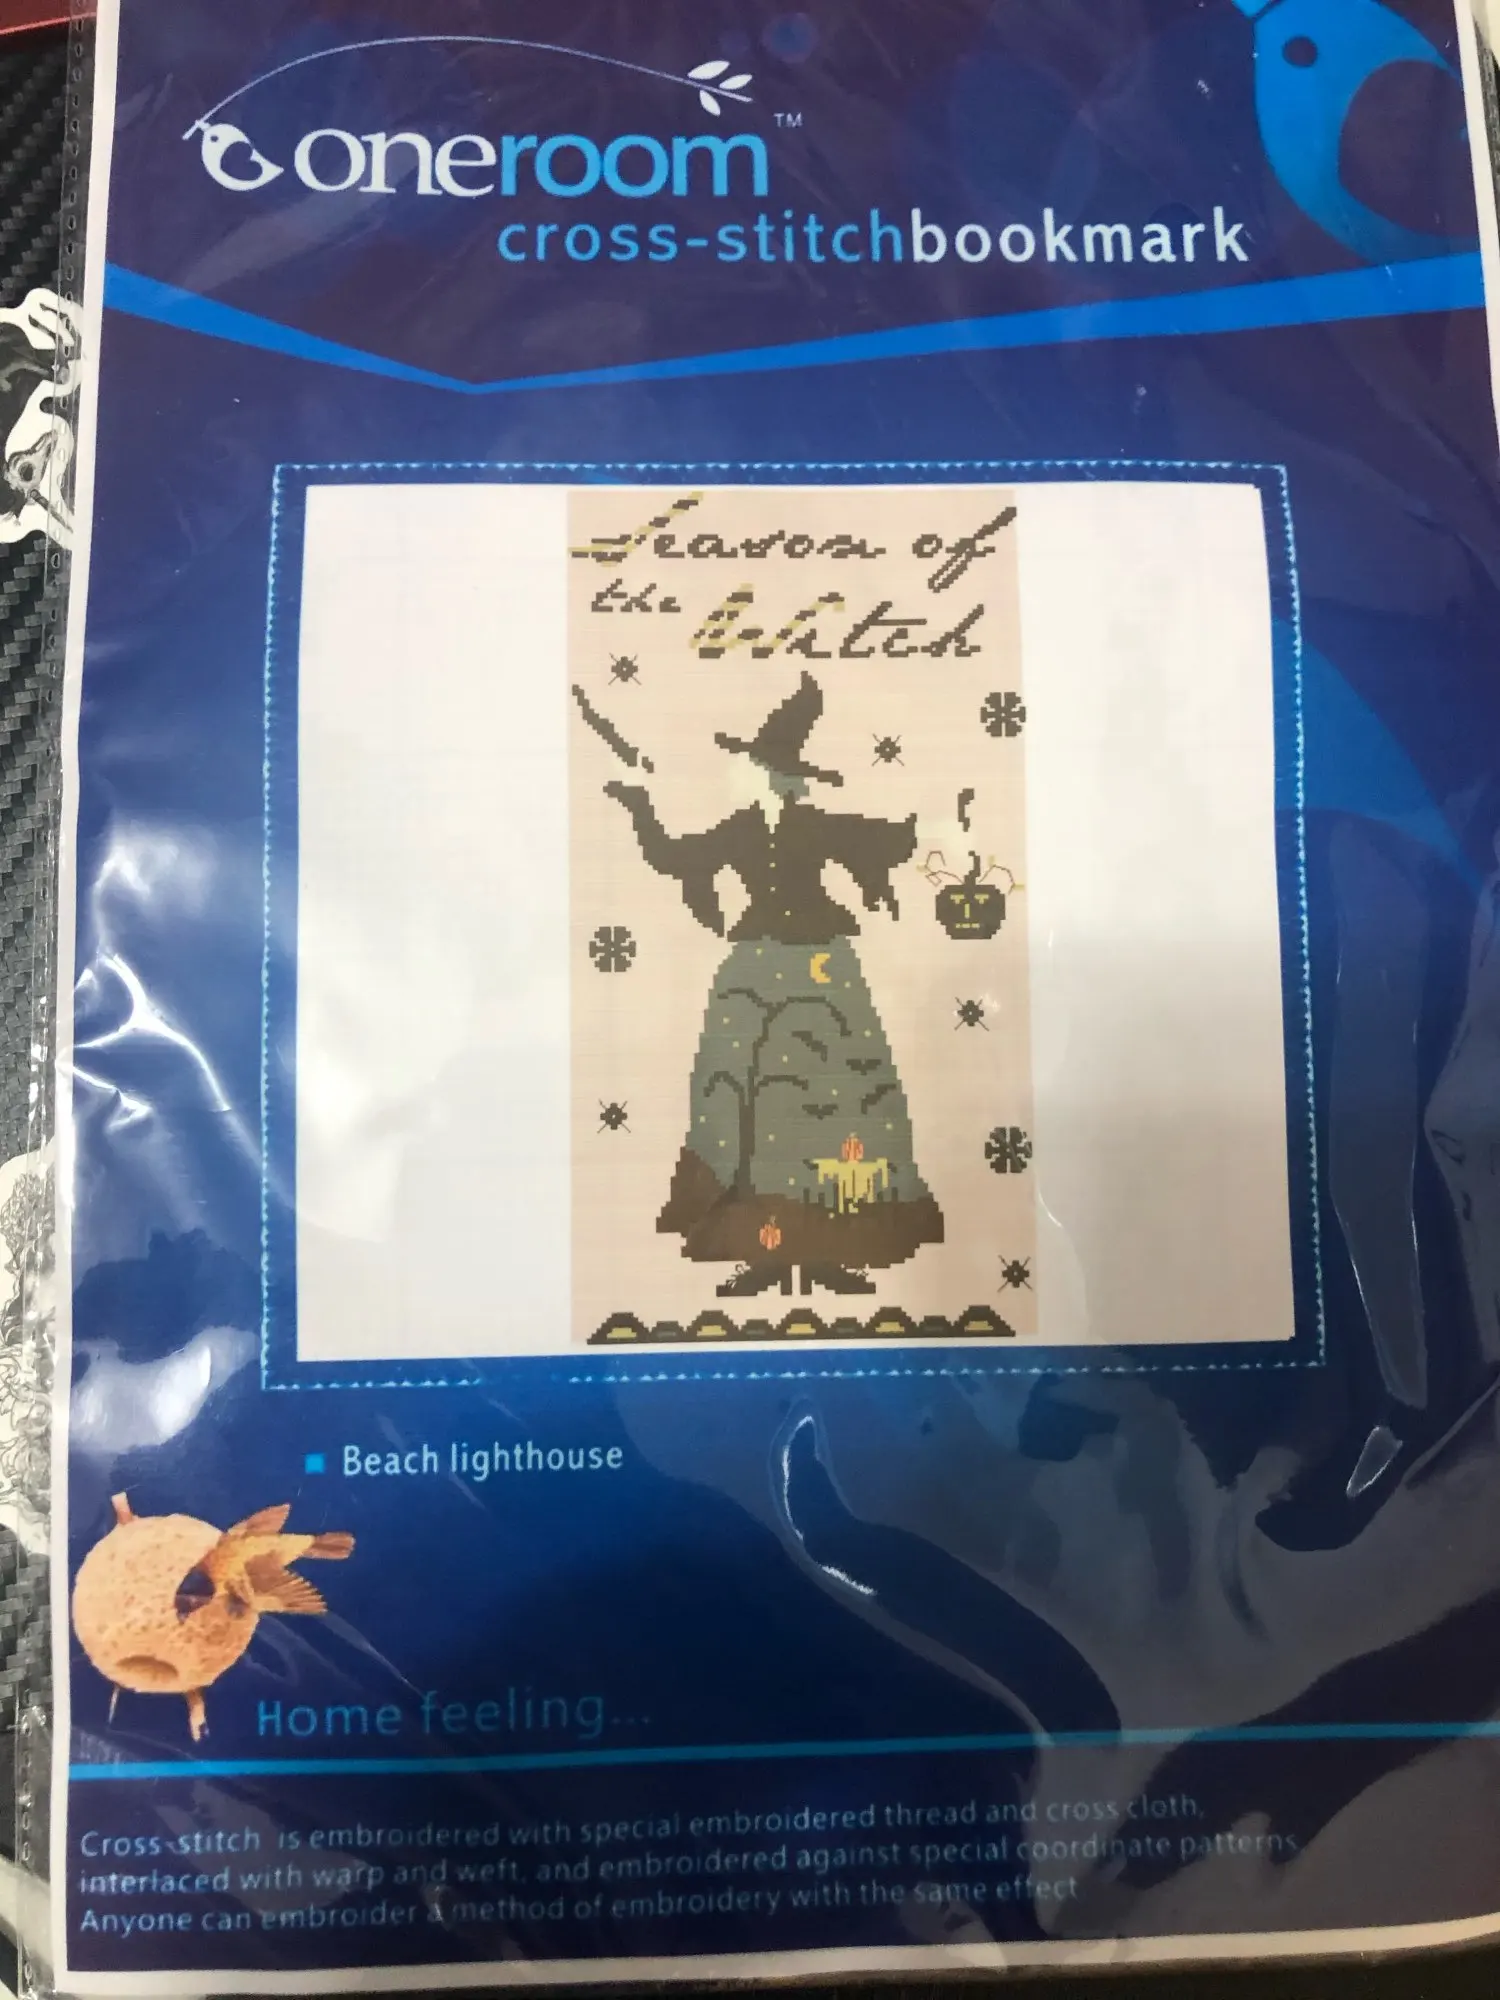 oneroom™
cross-stitchbookmark
Season of
the Witch
Beach lighthouse
Home feeling...
Cross-stitch is embroidered with special embroidered thread and cross cloth,
interlaced with warp and weft, and embroidered against special coordinate patterns
Anyone can embroider a method of embroidery with the same effect